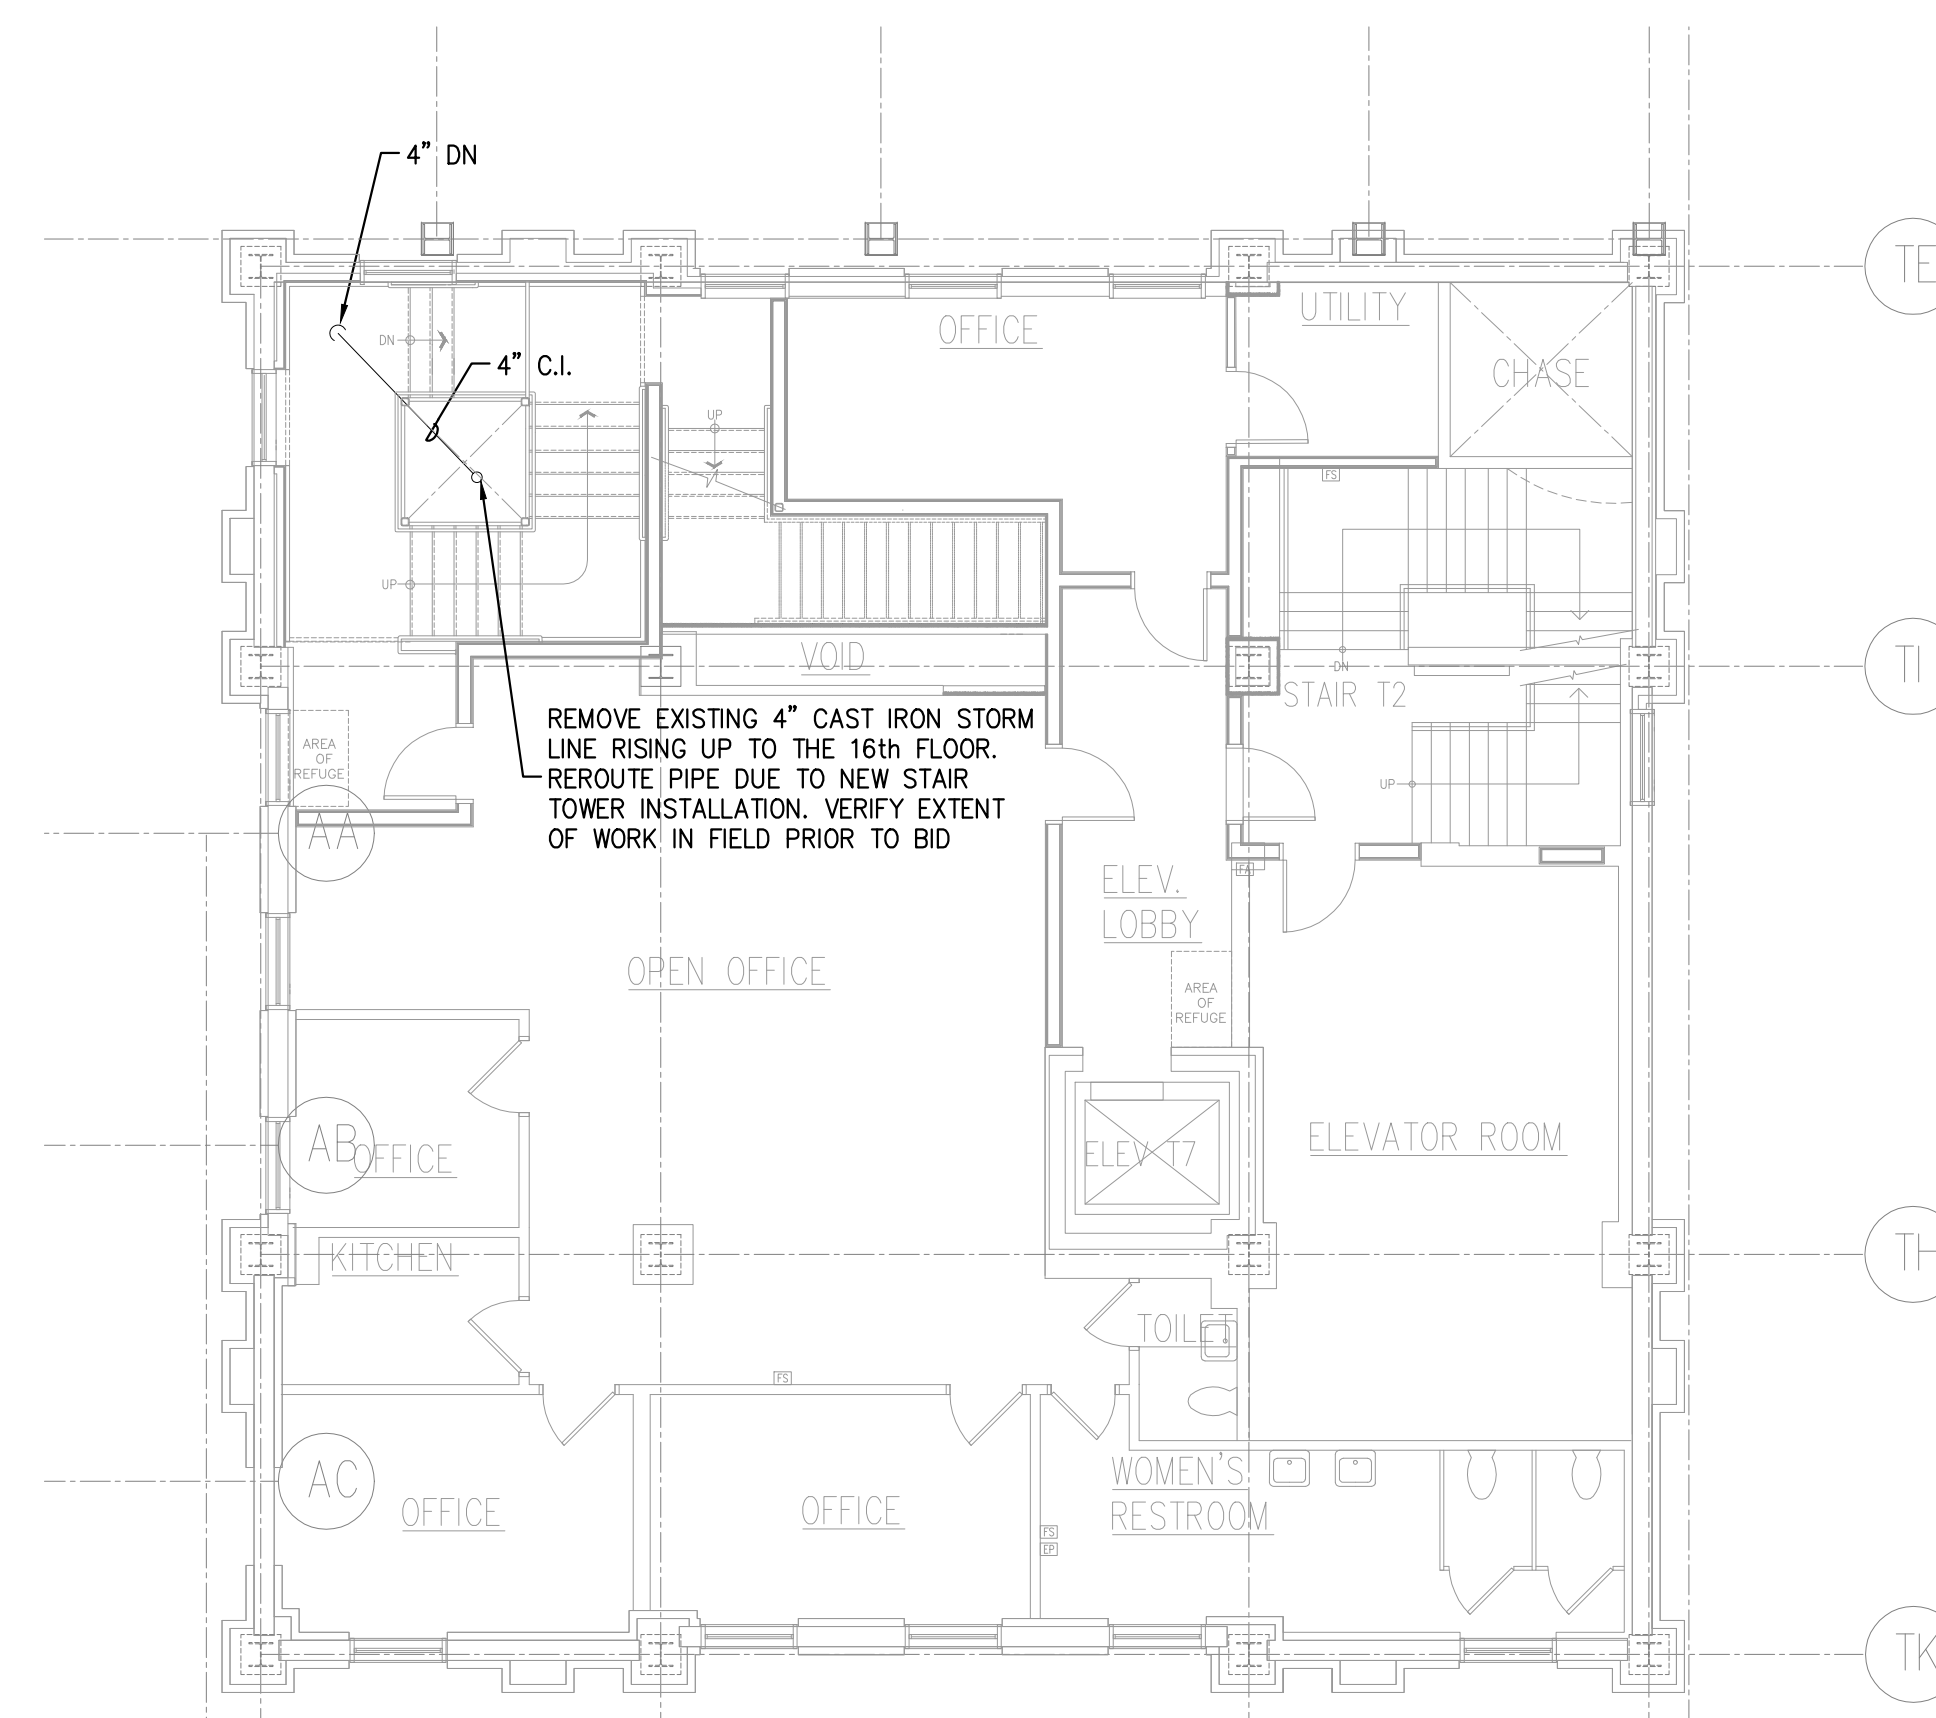 4” DN
TE
UTILITY
OFFICE
DN
4” C.I.
CHASE
UP
FS
UP
VOID
DN
TI
STAIR T2
REMOVE EXISTING 4” CAST IRON STORM
LINE RISING UP TO THE 16th FLOOR.
REROUTE PIPE DUE TO NEW STAIR
TOWER INSTALLATION. VERIFY EXTENT
OF WORK IN FIELD PRIOR TO BID
AREA
OF
REFUGE
UP
AA
FA
ELEV.
LOBBY
OPEN OFFICE
AREA
OF
REFUGE
AB
OFFICE
ELEV T7
ELEVATOR ROOM
KITCHEN
TH
TOILET
FS
AC
OFFICE
OFFICE
WOMEN'S
RESTROOM
FS
EP
TK